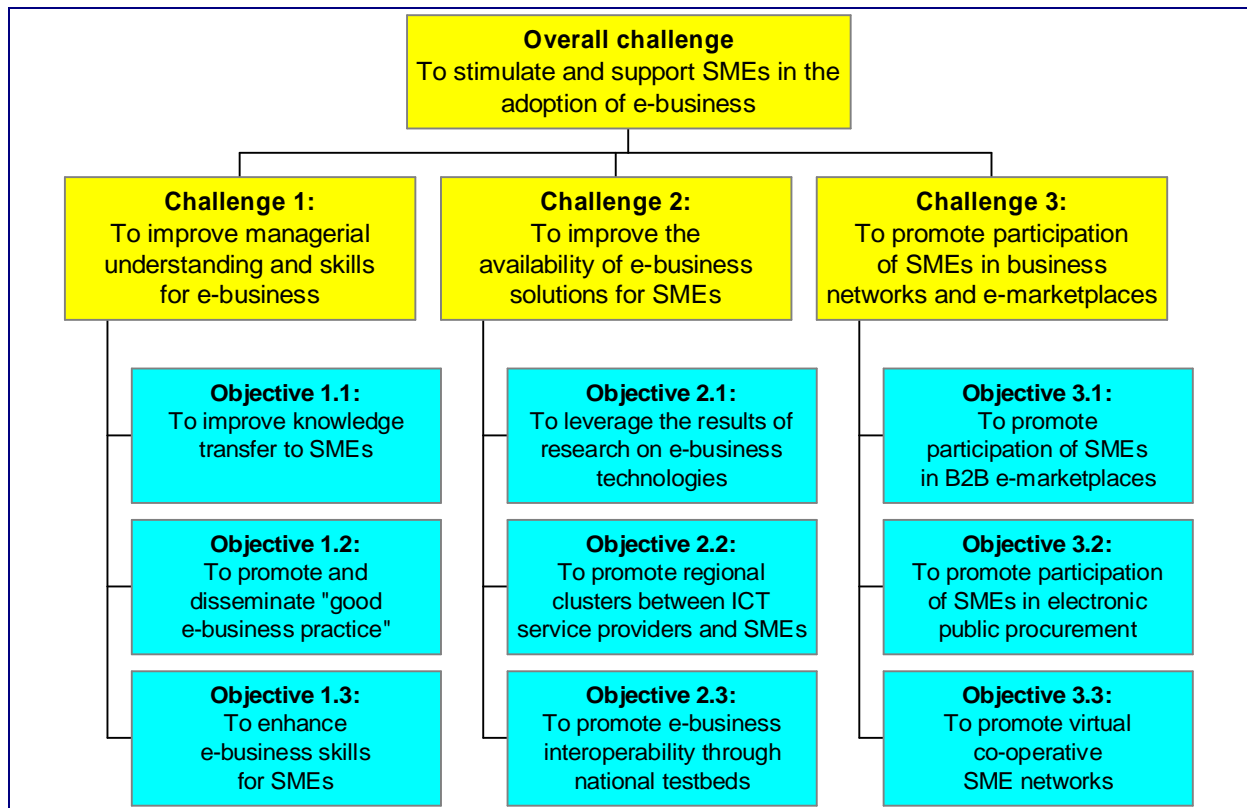 Overall challenge
To stimulate and support SMEs in the
adoption of e-business
Challenge 1:
To improve managerial
understanding and skills
for e-business
Challenge 2:
To improve the
availability of e-business
solutions for SMEs
Challenge 3:
To promote participation
of SMEs in business
networks and e-marketplaces
Objective 1.1:
To improve knowledge
transfer to SMEs
Objective 2.1:
To leverage the results of
research on e-business
technologies
Objective 3.1:
To promote
participation of SMEs
in B2B e-marketplaces
Objective 1.2:
To promote and
disseminate "good
e-business practice"
Objective 2.2:
To promote regional
clusters between ICT
service providers and SMEs
Objective 3.2:
To promote participation
of SMEs in electronic
public procurement
Objective 1.3:
To enhance
e-business skills
for SMEs
Objective 2.3:
To promote e-business
interoperability through
national testbeds
Objective 3.3:
To promote virtual
co-operative
SME networks